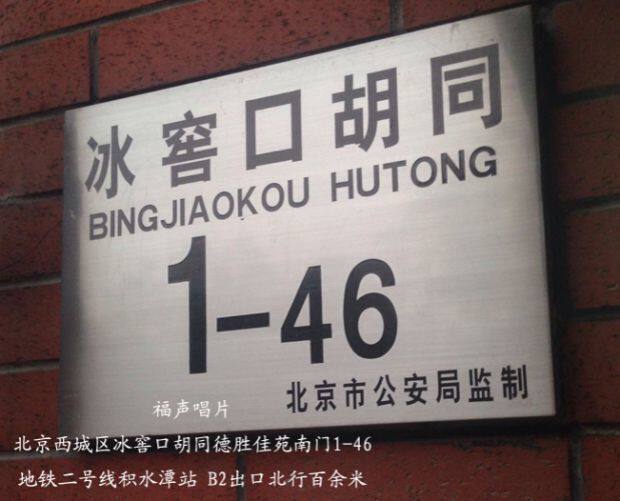 冰窖口胡同
BINGJIAOKOU HUTONG
1-46
北京市公安局监制
福声唱片
北京西城区冰窖口胡同德胜佳苑南门1-46
地铁二号线积水潭站 B2出口北行百余米